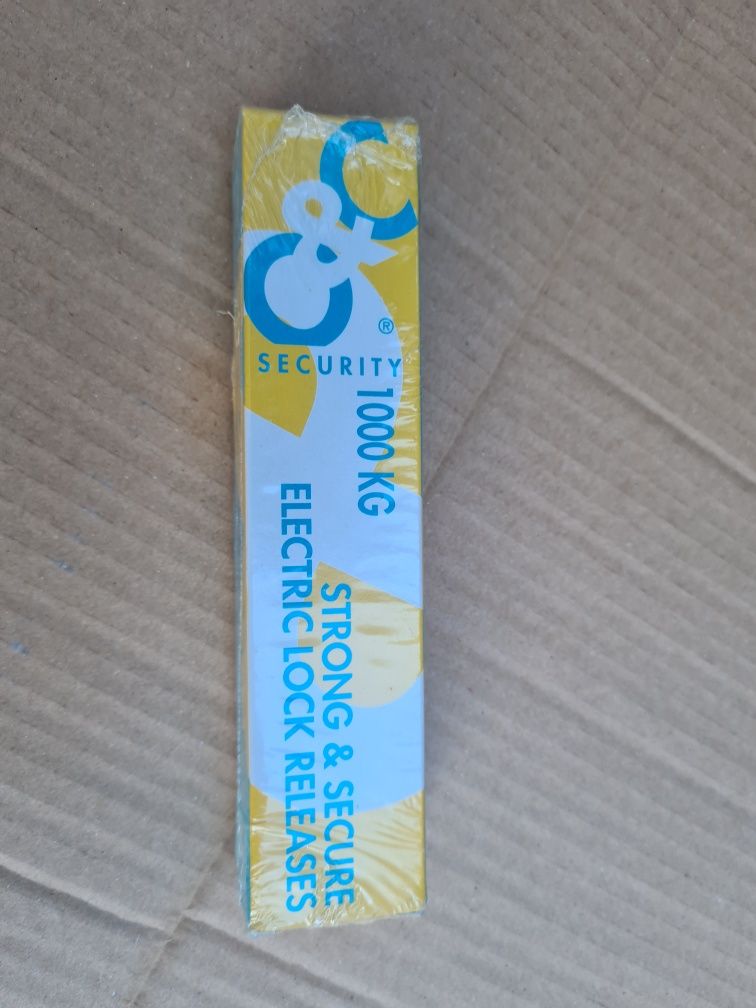 C&C
®
SECURITY
1000 KG
STRONG & SECURE
ELECTRIC LOCK RELEASES